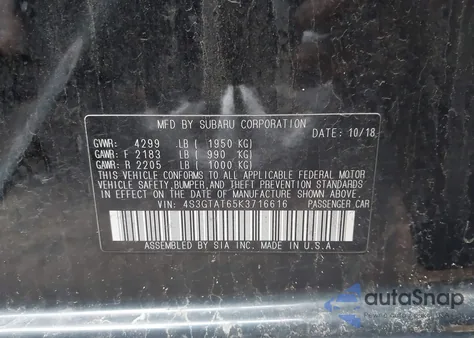 MFD BY SUBARU CORPORATION
DATE: 10/18
GVWR: 4299 LB ( 1950 KG)
GAWR: F 2183 LB ( 990 KG)
GAWR: R 2205 LB ( 1000 KG)
THIS VEHICLE CONFORMS TO ALL APPLICABLE FEDERAL MOTOR
VEHICLE SAFETY, BUMPER, AND THEFT PREVENTION STANDARDS
IN EFFECT ON THE DATE OF MANUFACTURE SHOWN ABOVE.
VIN: 4S3GTAT65K3716616 PASSENGER CAR
ASSEMBLED BY SIA INC. MADE IN U.S.A.
autoSnap